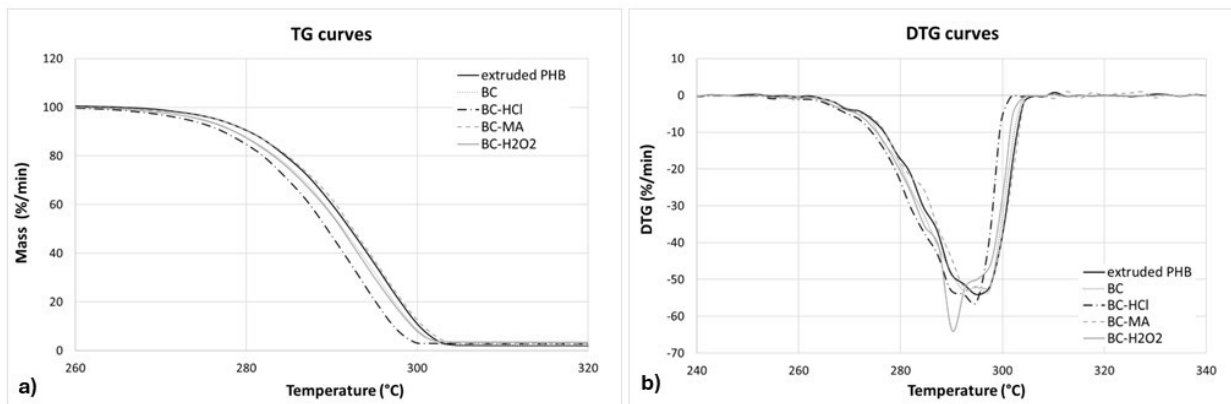 TG curves
120
100
80
60
40
20
0
Mass (%/min)
260
280
300
320
Temperature (°C)
extruded PHB
BC
BC-HCl
BC-MA
BC-H2O2
a)
DTG curves
10
0
-10
-20
-30
-40
-50
-60
-70
DTG (%/min)
240
260
280
300
320
340
Temperature (°C)
extruded PHB
BC
BC-HCl
BC-MA
BC-H2O2
b)